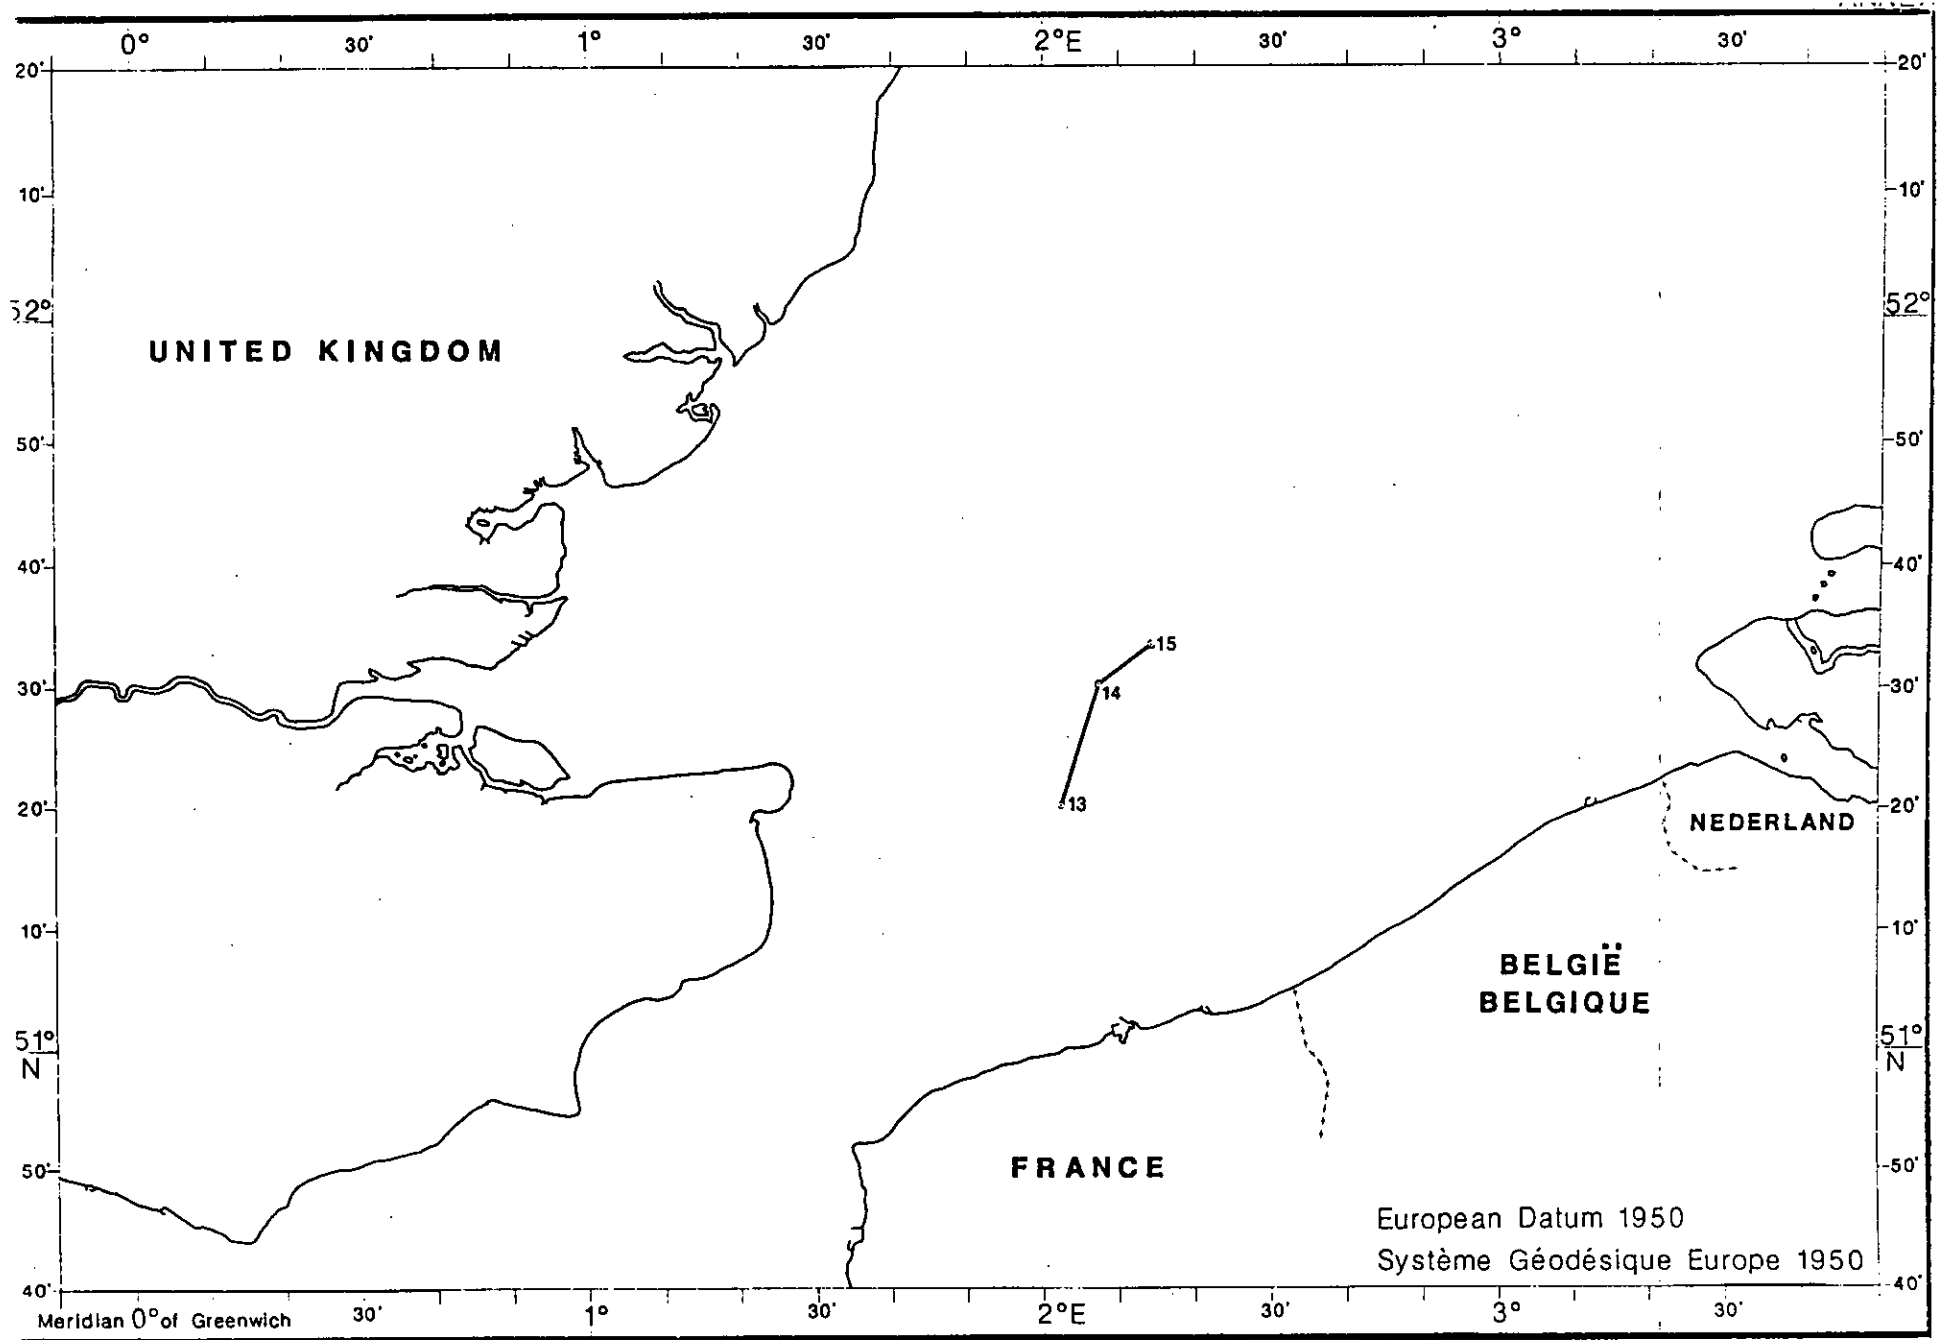 0° 30' 1° 30' 2°E 30' 3° 30'
20' 20'
10' 10'
52° 52°
UNITED KINGDOM
50' 50'
40' 40'
15
30' 30'
14
20' 13 20'
NEDERLAND
10' 10'
BELGIË
BELGIQUE
51° 51°
N N
50' 50'
FRANCE
European Datum 1950
Système Géodésique Europe 1950
40' 40'
Meridian 0° of Greenwich 30' 1° 30' 2°E 30' 3° 30'